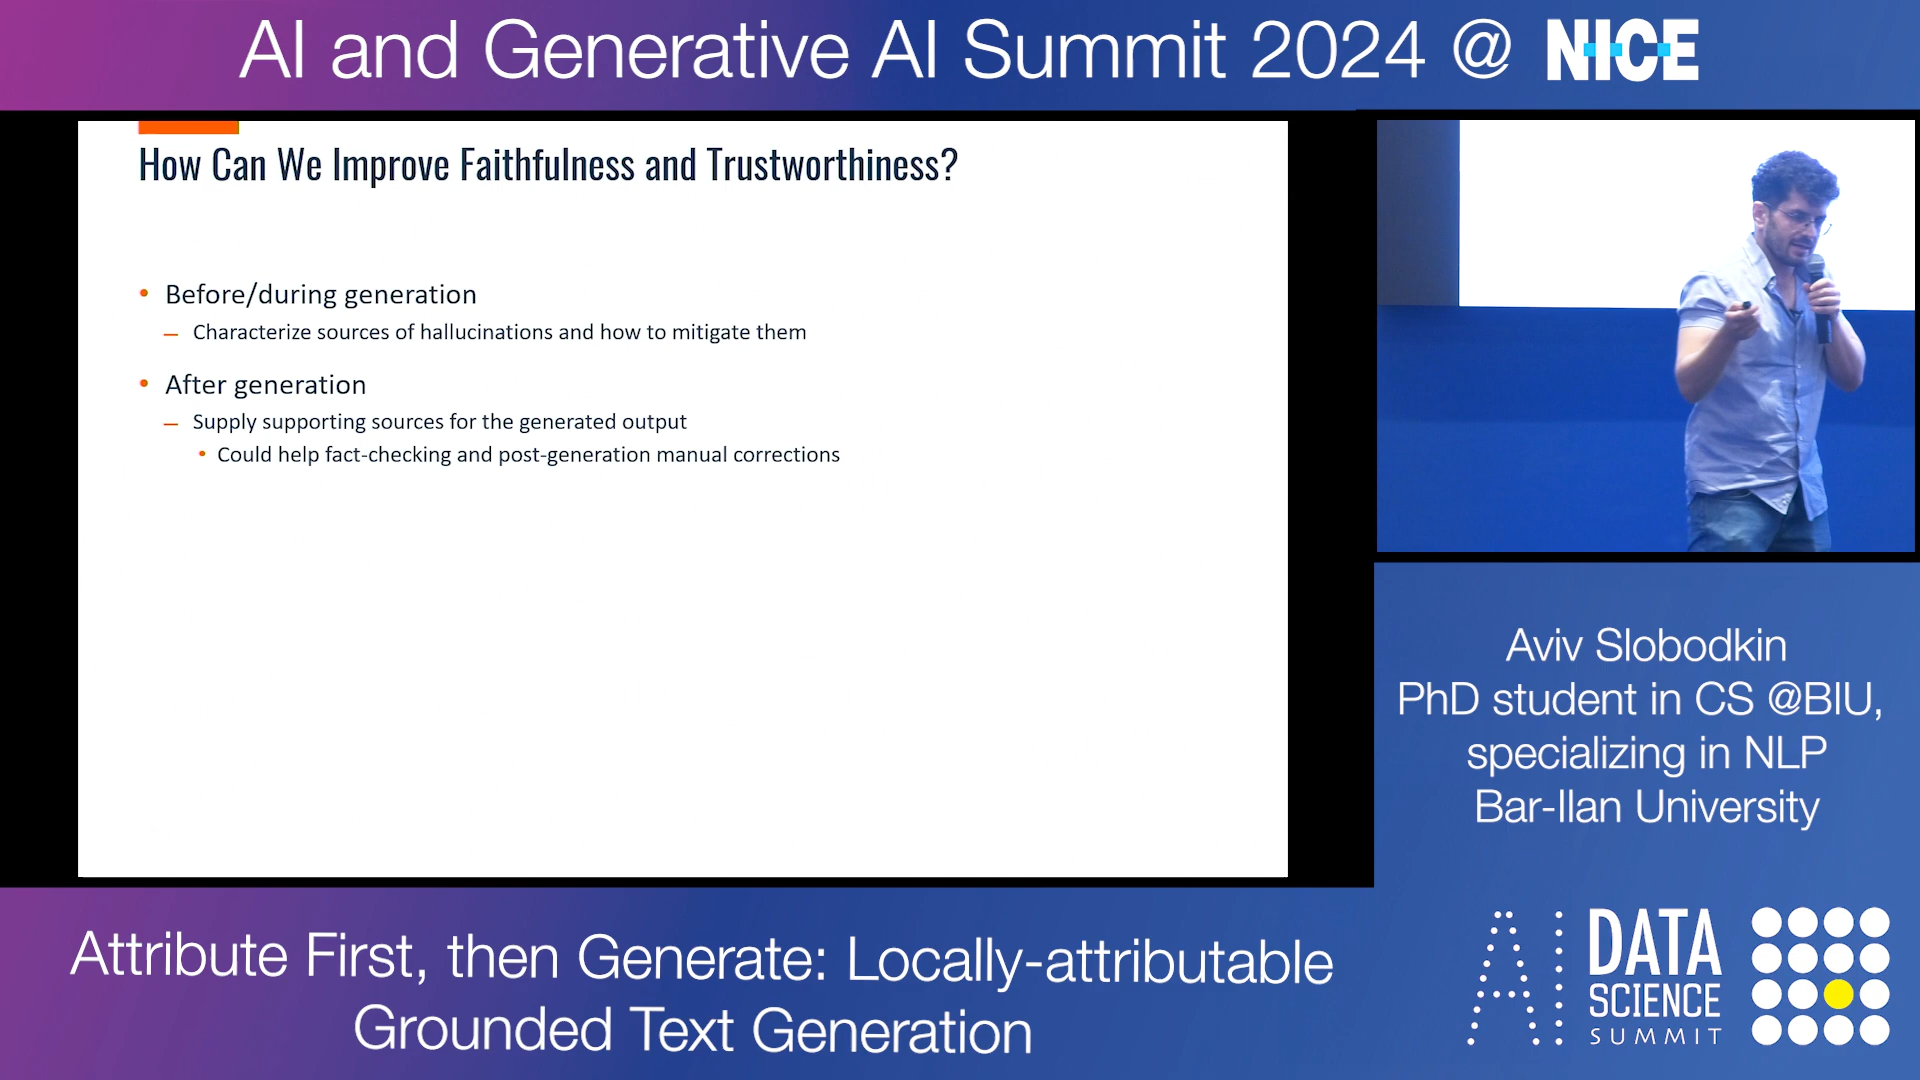 AI and Generative AI Summit 2024 @ NICE
How Can We Improve Faithfulness and Trustworthiness?
• Before/during generation
– Characterize sources of hallucinations and how to mitigate them
• After generation
– Supply supporting sources for the generated output
• Could help fact-checking and post-generation manual corrections
Aviv Slobodkin
PhD student in CS @BIU,
specializing in NLP
Bar-Ilan University
Attribute First, then Generate: Locally-attributable
Grounded Text Generation
AI DATA
SCIENCE
SUMMIT